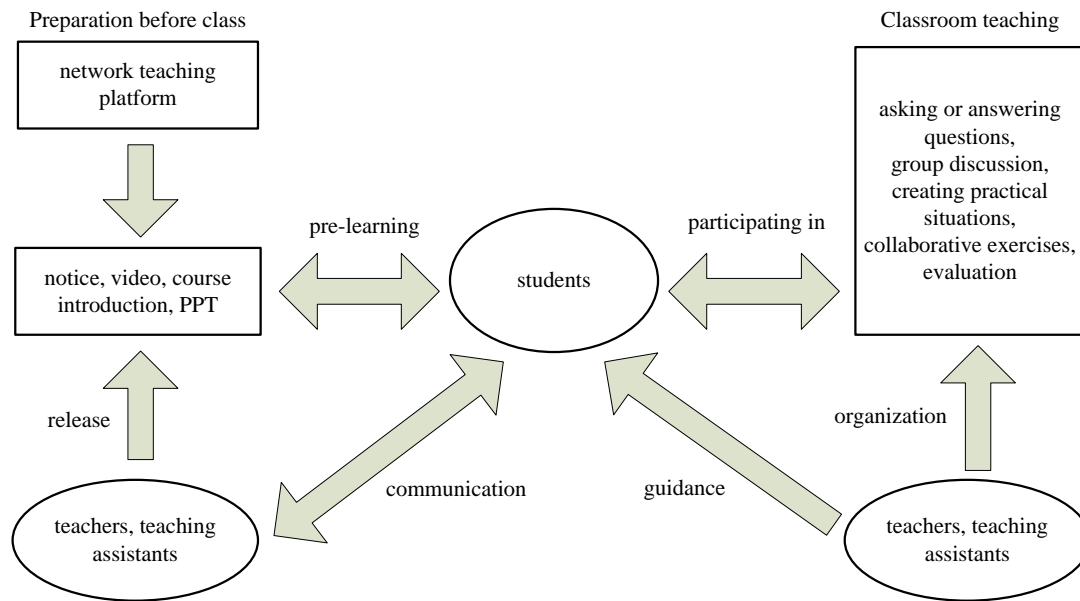 Preparation before class
network teaching
platform
notice, video, course
introduction, PPT
release
teachers, teaching
assistants
pre-learning
communication
students
participating in
guidance
Classroom teaching
asking or answering
questions,
group discussion,
creating practical
situations,
collaborative exercises,
evaluation
organization
teachers, teaching
assistants